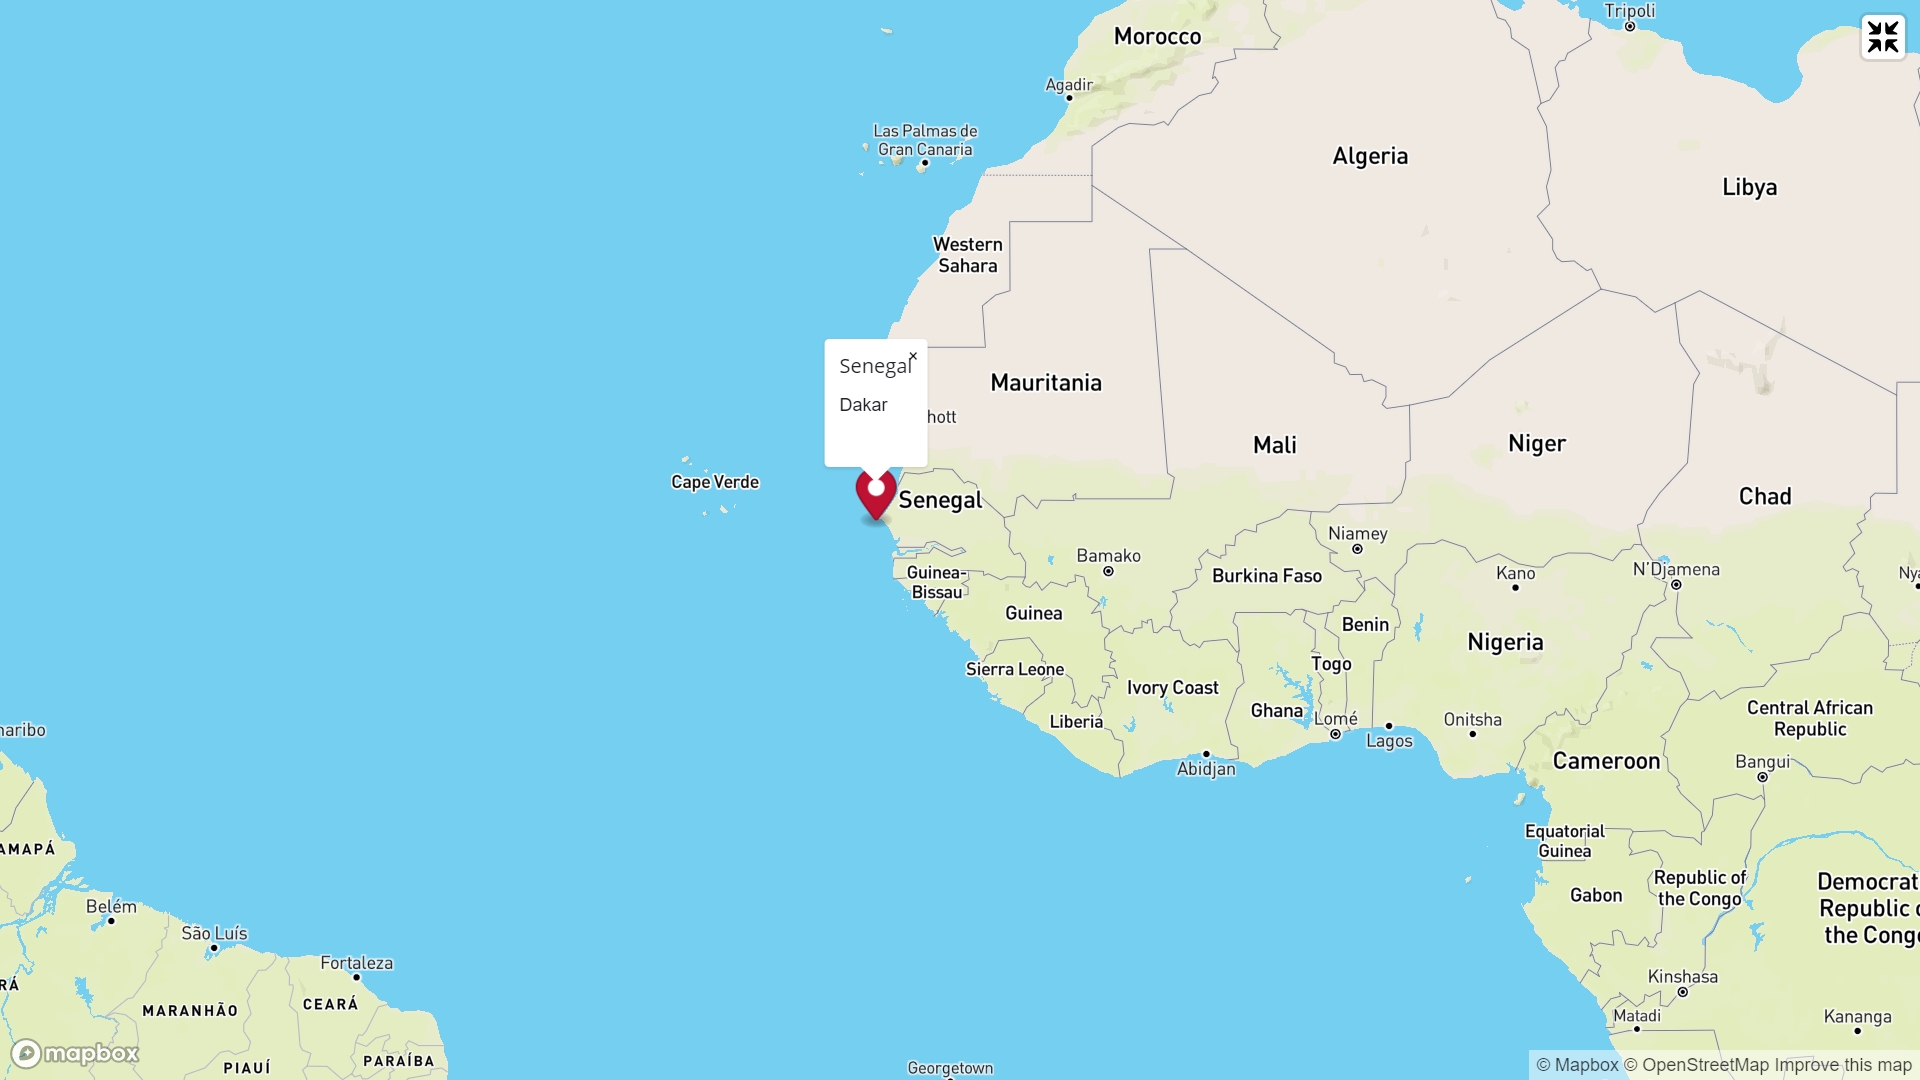 Tripoli
Morocco
Agadir
Las Palmas de
Gran Canaria
Algeria
Libya
Western
Sahara
×
Senegal
Dakar
Mauritania
hott
Mali
Niger
Cape Verde
Senegal
Chad
Niamey
Bamako
Guinea-
Bissau
Burkina Faso
Kano
N'Djamena
Ny
Guinea
Benin
Nigeria
Togo
Sierra Leone
Ivory Coast
Ghana
Liberia
Lomé
Onitsha
Central African
Republic
aribo
Lagos
Abidjan
Cameroon
Bangui
Equatorial
Guinea
AMAPÁ
Republic of
the Congo
Democrat
Republic o
the Cong
Gabon
Belém
São Luís
Fortaleza
RÁ
CEARÁ
MARANHÃO
Kinshasa
Matadi
Kananga
mapbox
PIAUÍ
PARAÍBA
Georgetown
© Mapbox © OpenStreetMap Improve this map